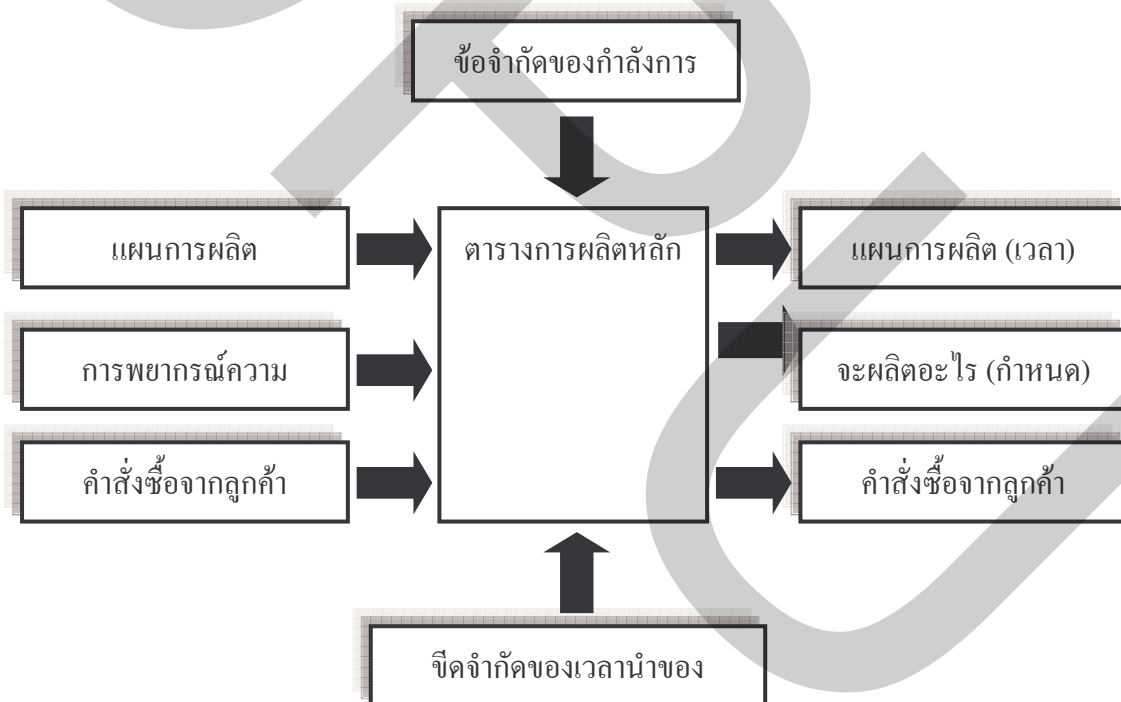 ข้อจำกัดของกำลังการ
แผนการผลิต
ตารางการผลิตหลัก
แผนการผลิต (เวลา)
การพยากรณ์ความ
จะผลิตอะไร (กำหนด)
คำสั่งซื้อจากลูกค้า
คำสั่งซื้อจากลูกค้า
ขีดจำกัดของเวลานำของ